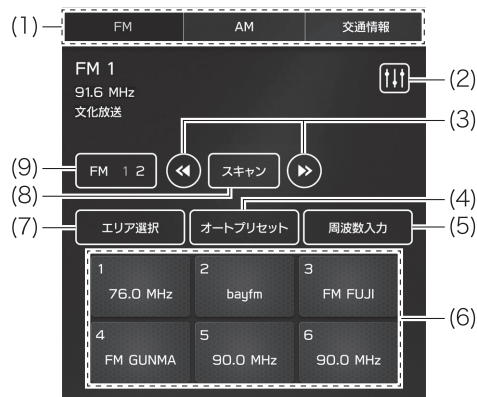 (1)
FM AM 交通情報
FM 1
91.6 MHz
文化放送
(2)
(3)
(9)
FM 1 2
スキャン
(8)
(4)
(7)
エリア選択 オートプリセット 周波数入力
(5)
1 2 3
76.0 MHz bayfm FM FUJI
(6)
4 5 6
FM GUNMA 90.0 MHz 90.0 MHz